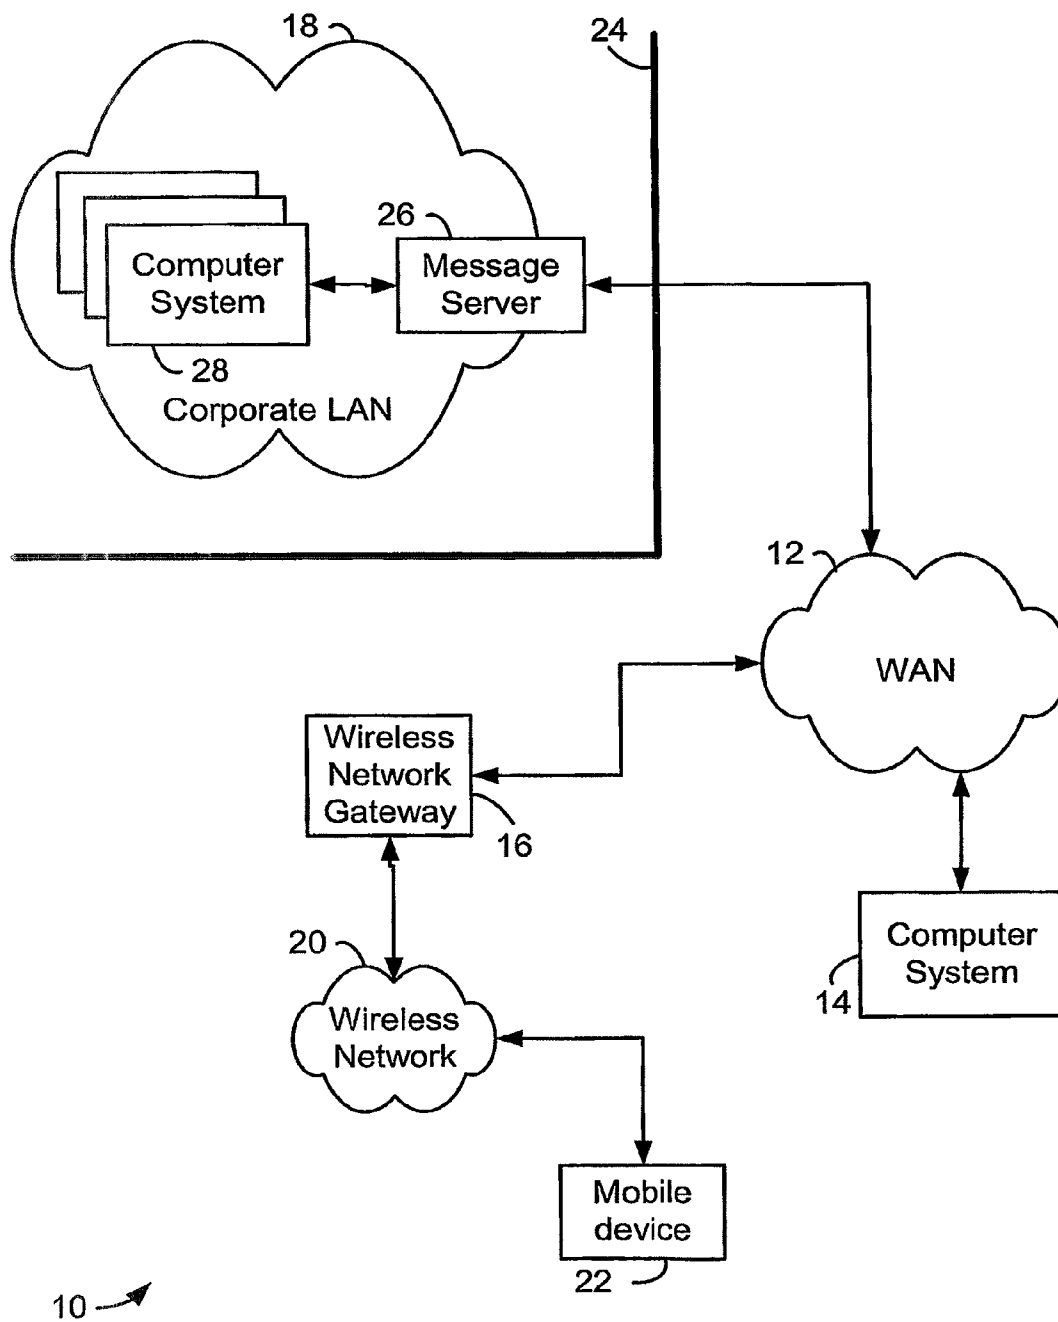 18
24
26
Computer
System
Message
Server
28
Corporate LAN
12
WAN
Wireless
Network
Gateway
16
20
Computer
System
14
Wireless
Network
Mobile
device
22
10